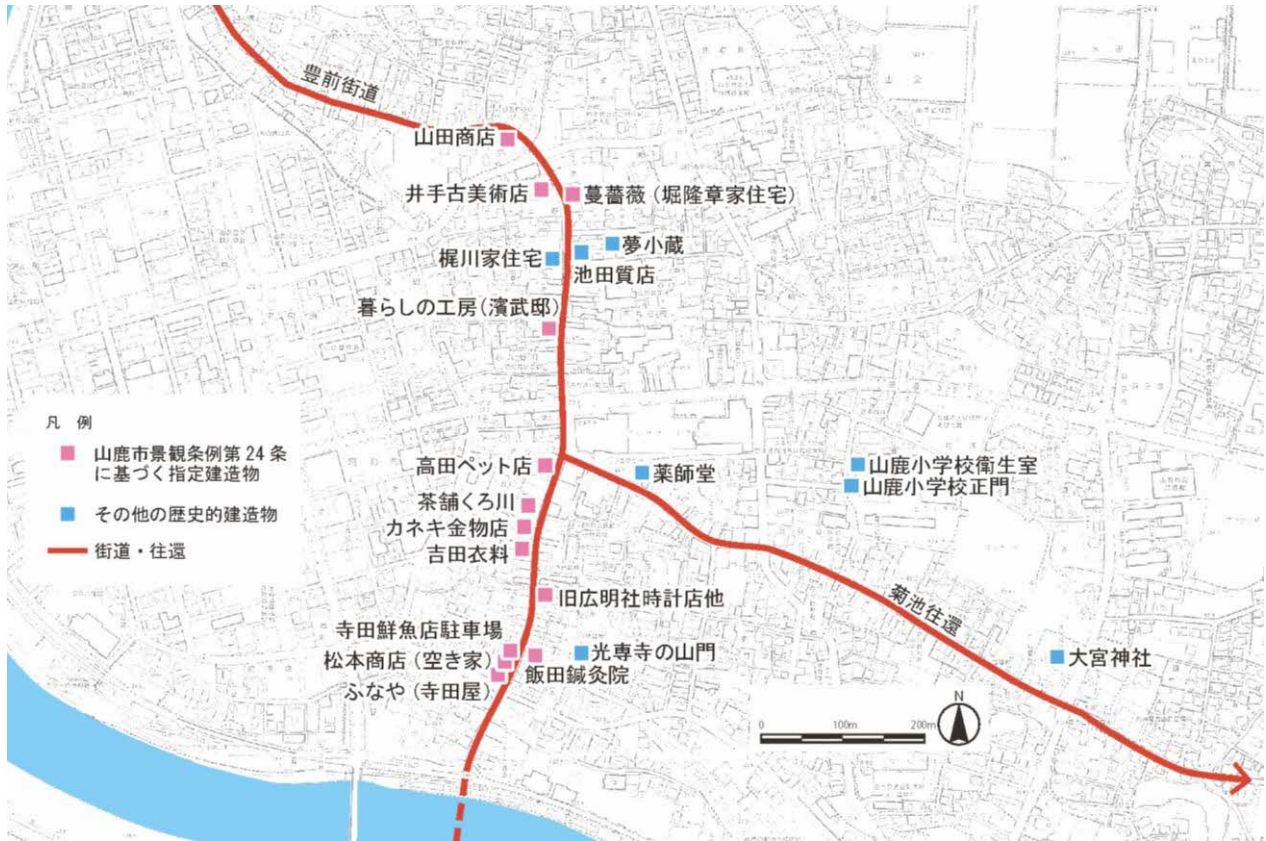 豊前街道
山田商店
井手古美術店
蔓薔薇（堀隆章家住宅）
夢小蔵
梶川家住宅
池田質店
暮らしの工房（濱武邸）
凡　例
山鹿市景観条例第24条
に基づく指定建造物
その他の歴史的建造物
街道・往還
高田ペット店
薬師堂
山鹿小学校衛生室
山鹿小学校正門
茶舗くろ川
カネキ金物店
吉田衣料
旧広明社時計店他
菊池往還
寺田鮮魚店駐車場
松本商店（空き家）
ふなや（寺田屋）
飯田鍼灸院
光専寺の山門
大宮神社
N
0 100m 200m